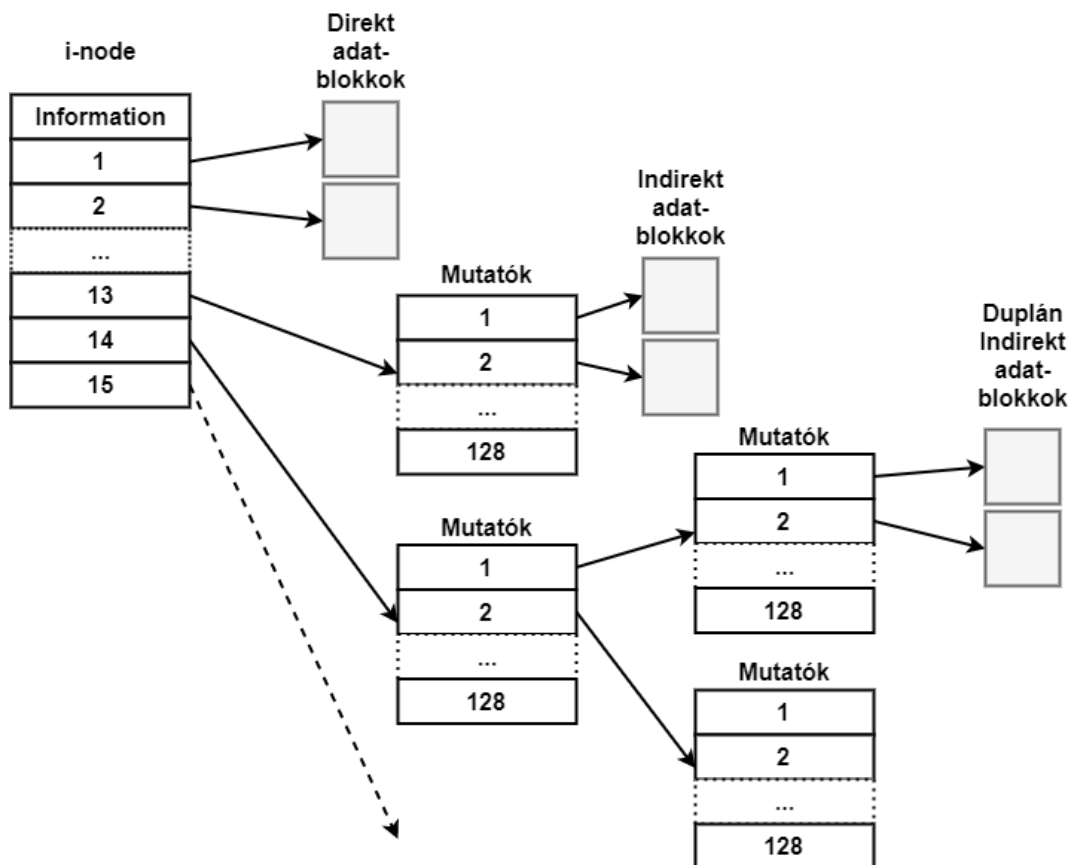 i-node
Information
1
2
...
13
14
15
Direkt
adat-
blokkok
Mutatók
1
2
...
128
Indirekt
adat-
blokkok
Mutatók
1
2
...
128
Mutatók
1
2
...
128
Duplán
Indirekt
adat-
blokkok
Mutatók
1
2
...
128